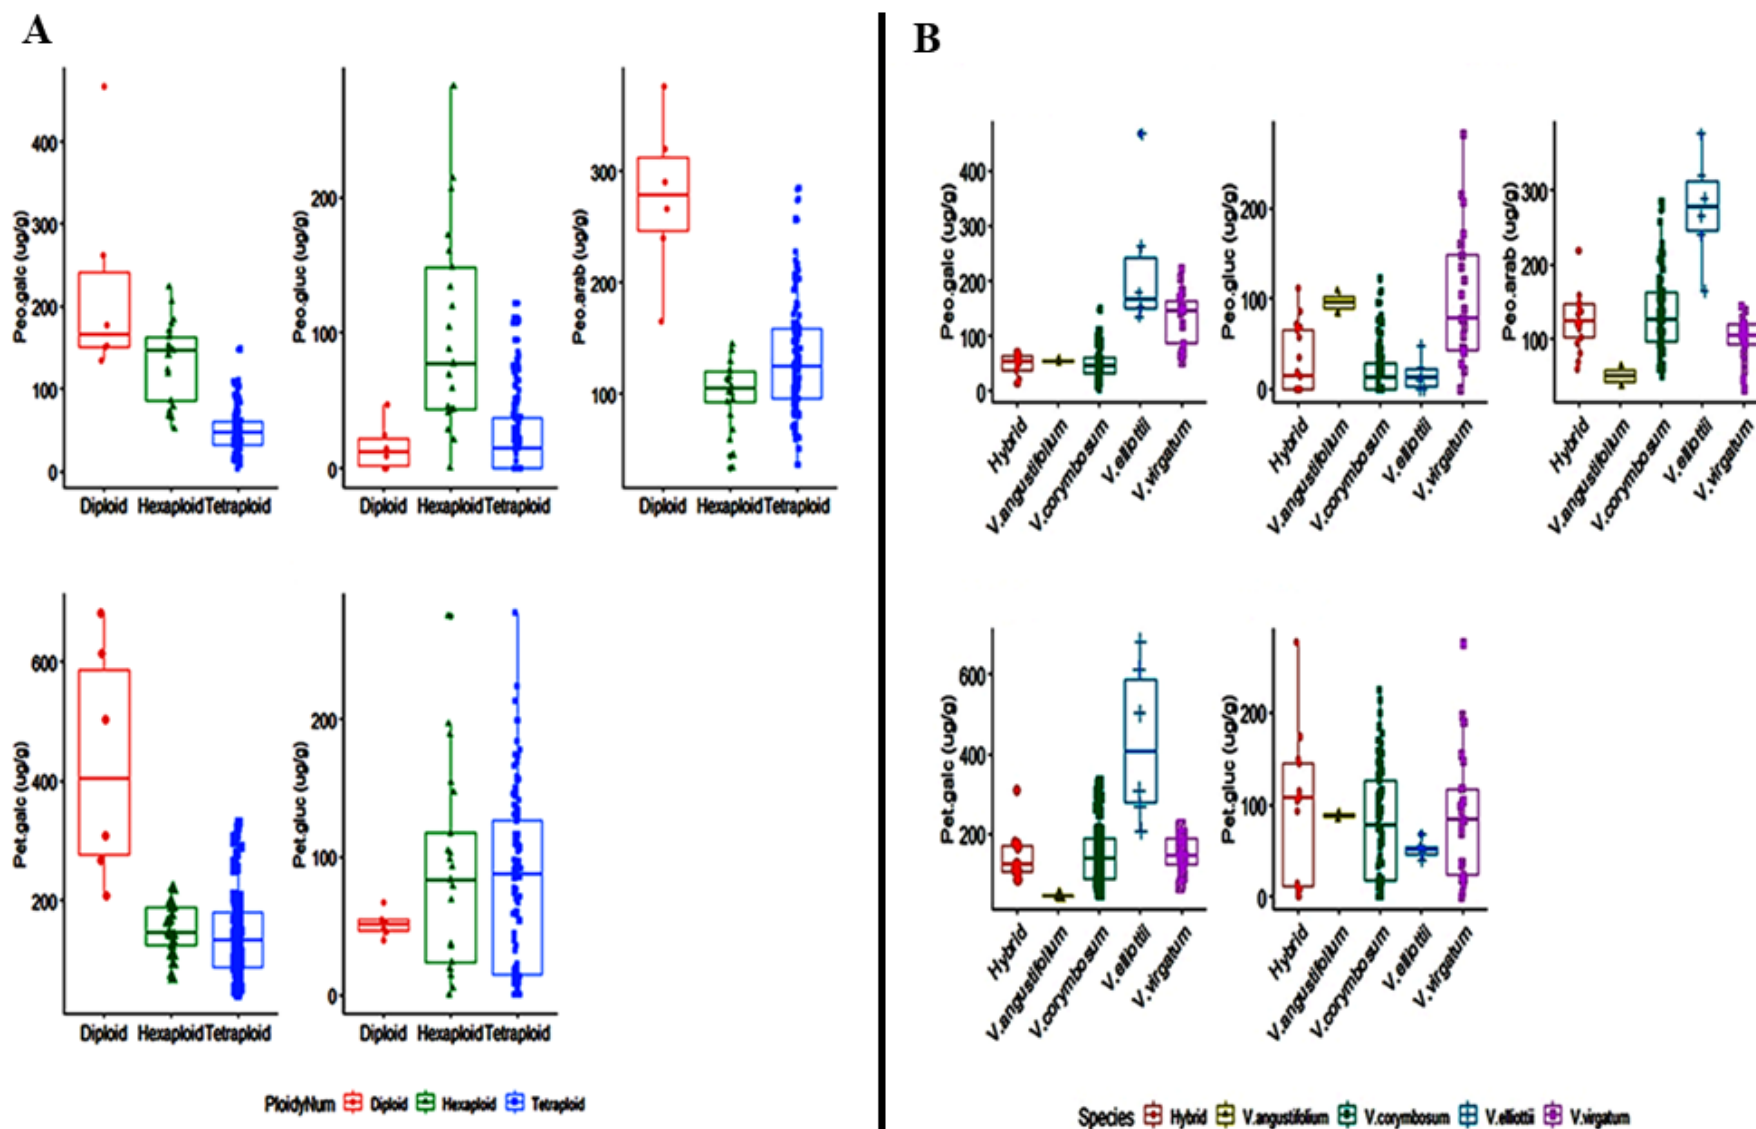 A
B
Peo.galc (ug/g)
400
300
200
100
0
Diploid Hexaploid Tetraploid
Peo.gluc (ug/g)
200
100
0
Diploid Hexaploid Tetraploid
Peo.arab (ug/g)
300
200
100
Diploid Hexaploid Tetraploid
Pet.galc (ug/g)
600
400
200
Diploid Hexaploid Tetraploid
Pet.gluc (ug/g)
200
100
0
Diploid Hexaploid Tetraploid
PloidyNum Diploid Hexaploid Tetraploid
Peo.galc (ug/g)
400
300
200
100
0
Hybrid
V.angustifolium
V.corymbosum
V.elliottii
V.virgatum
Peo.gluc (ug/g)
200
100
0
Hybrid
V.angustifolium
V.corymbosum
V.elliottii
V.virgatum
Peo.arab (ug/g)
300
200
100
Hybrid
V.angustifolium
V.corymbosum
V.elliottii
V.virgatum
Pet.galc (ug/g)
600
400
200
Hybrid
V.angustifolium
V.corymbosum
V.elliottii
V.virgatum
Pet.gluc (ug/g)
200
100
0
Hybrid
V.angustifolium
V.corymbosum
V.elliottii
V.virgatum
Species Hybrid V.angustifolium V.corymbosum V.elliottii V.virgatum